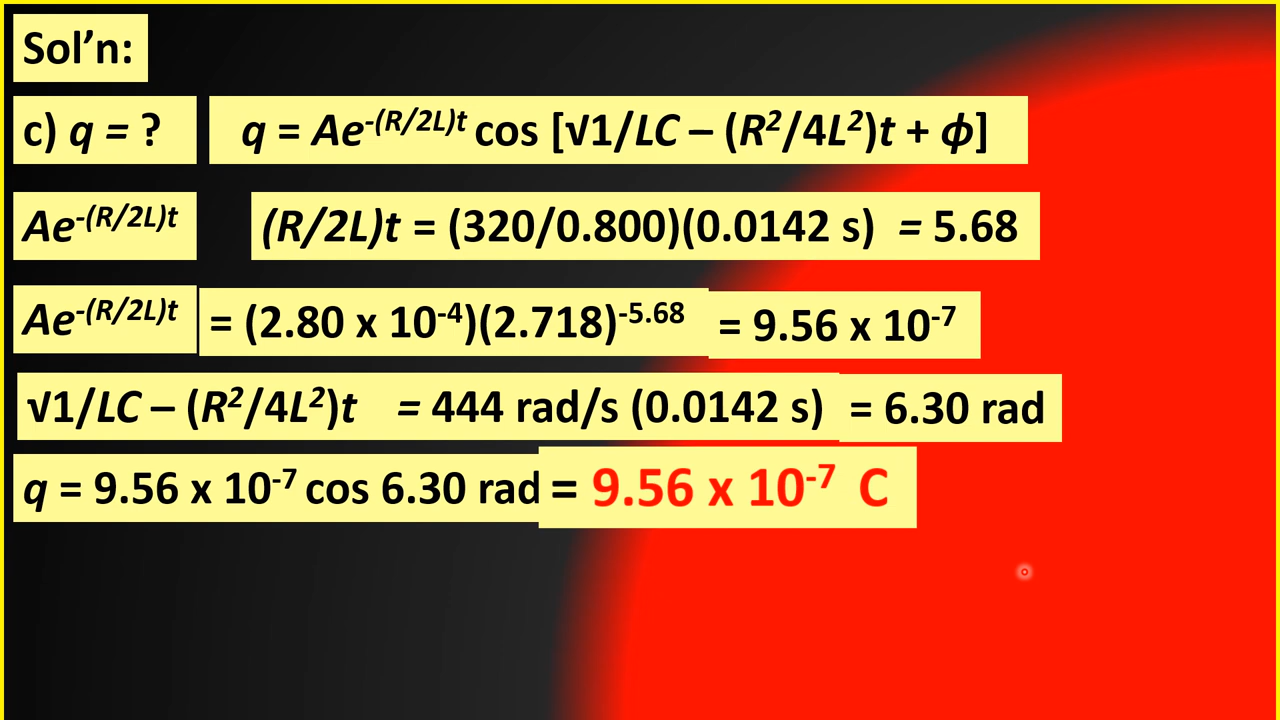 Sol’n:
c) q = ? q = Ae^-(R/2L)t cos [√1/LC – (R²/4L²)t + ϕ]
Ae^-(R/2L)t (R/2L)t = (320/0.800)(0.0142 s) = 5.68
Ae^-(R/2L)t = (2.80 x 10⁻⁴)(2.718)⁻⁵·⁶⁸ = 9.56 x 10⁻⁷
√1/LC – (R²/4L²)t = 444 rad/s (0.0142 s) = 6.30 rad
q = 9.56 x 10⁻⁷ cos 6.30 rad = 9.56 x 10⁻⁷ C